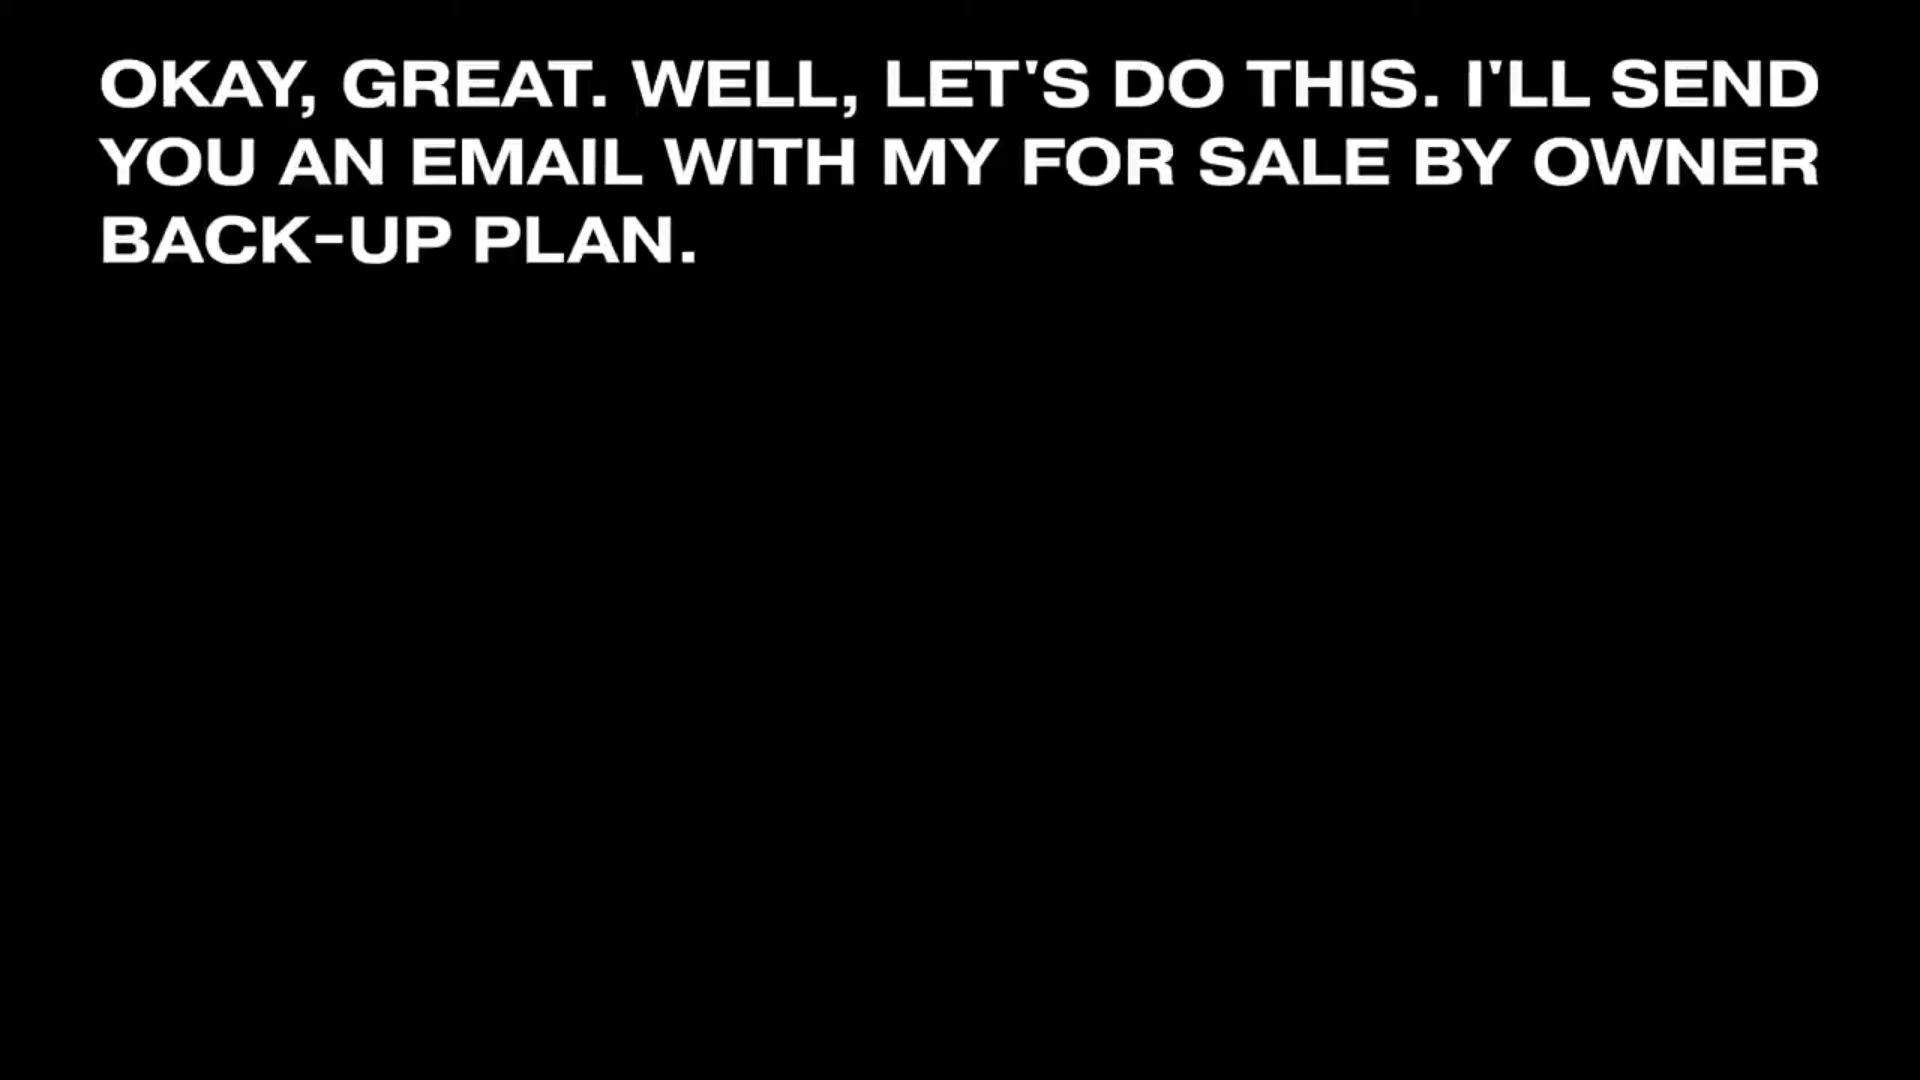 OKAY, GREAT. WELL, LET'S DO THIS. I'LL SEND
YOU AN EMAIL WITH MY FOR SALE BY OWNER
BACK-UP PLAN.